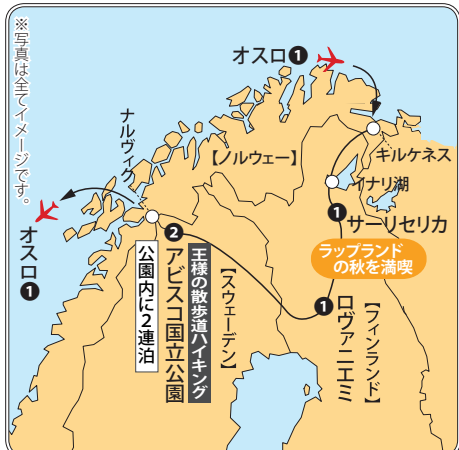 ※写真は全てイメージです。
オスロ❶
キルケネス
【ノルウェー】
イナリ湖
❶サーリセリカ
ラップランド
の秋を満喫
ナルヴィク
オスロ❶
❷アビスコ国立公園
王様の散歩道ハイキング
公園内に2連泊
【スウェーデン】
❶ロヴァニエミ
【フィンランド】